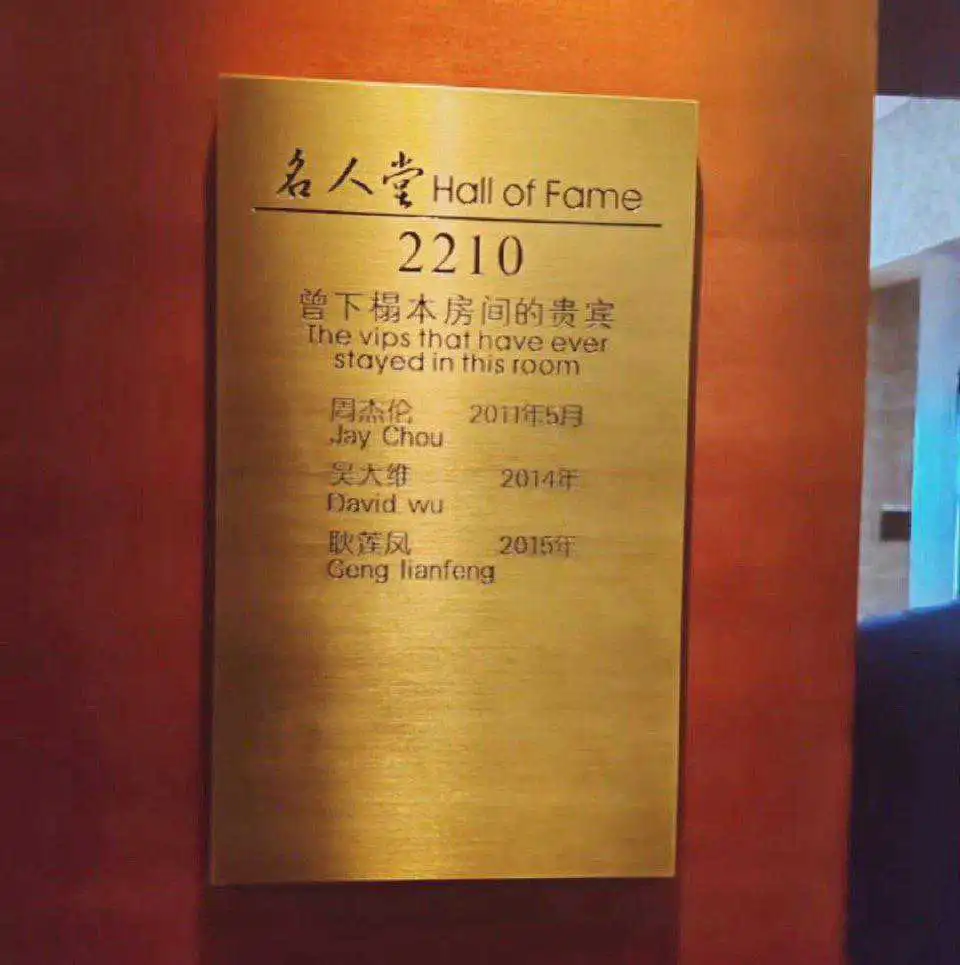 名人堂 Hall of Fame
2210
曾下榻本房间的贵宾
The vips that have ever
stayed in this room
周杰伦 2011年5月
Jay Chou
吴大维 2014年
David wu
耿莲凤 2015年
Geng lianfeng